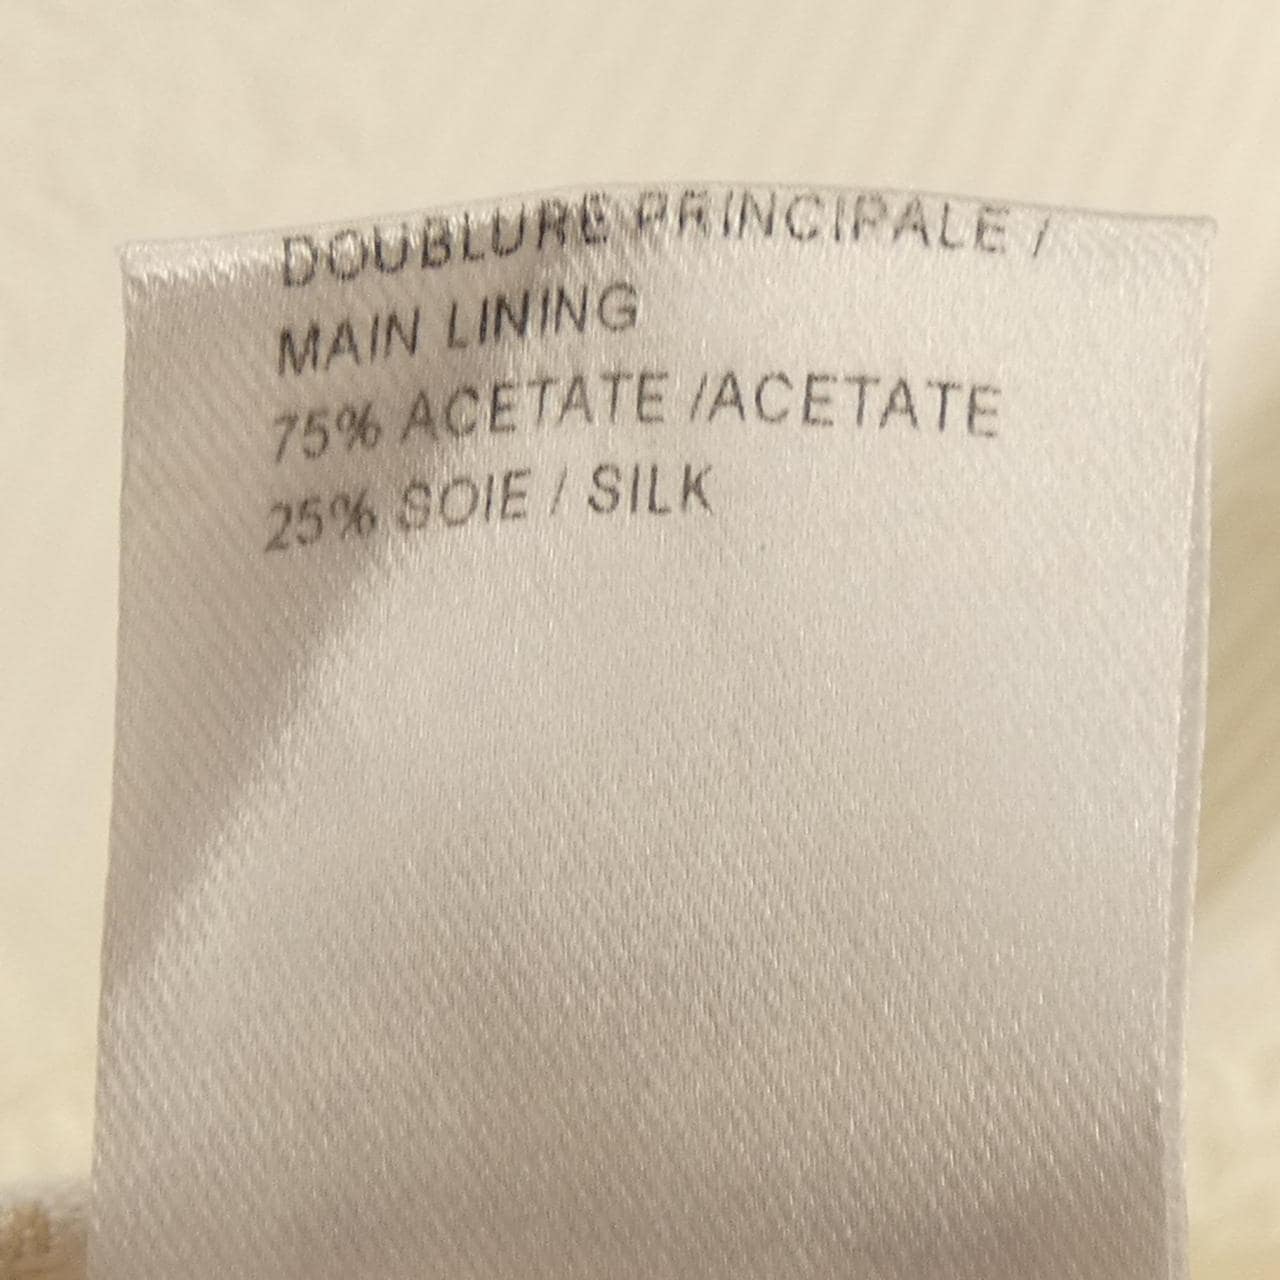 DOUBLURE PRINCIPALE /
MAIN LINING
75% ACETATE /ACETATE
25% SOIE / SILK